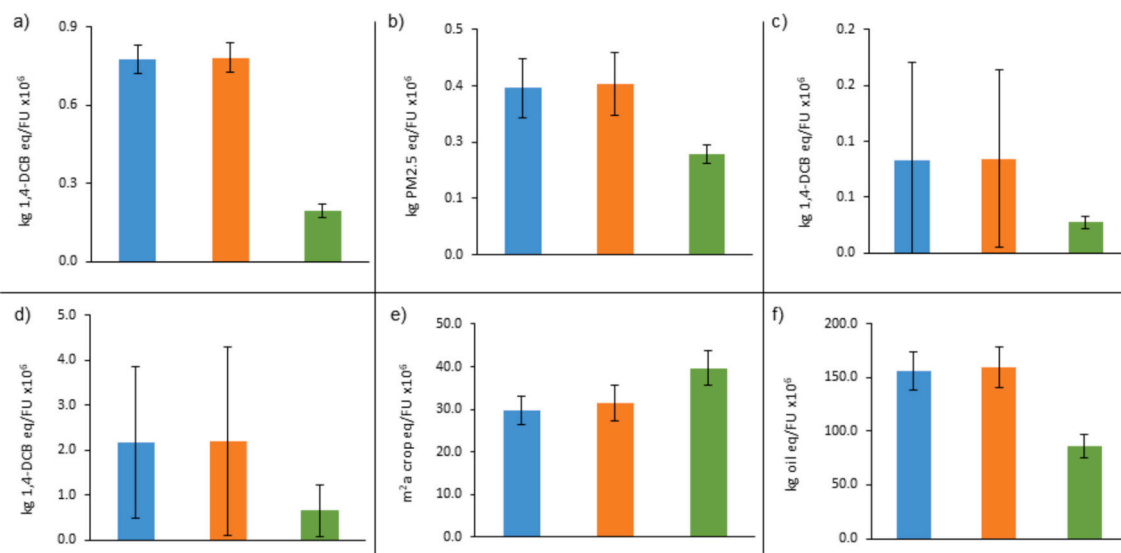 a)
kg 1,4-DCB eq/FU x10⁶
0.9
0.6
0.3
0.0
b)
kg PM2.5 eq/FU x10⁶
0.5
0.4
0.3
0.1
0.0
c)
kg 1,4-DCB eq/FU x10⁶
0.2
0.2
0.1
0.1
0.0
d)
kg 1,4-DCB eq/FU x10⁶
5.0
4.0
3.0
2.0
1.0
0.0
e)
m²a crop eq/FU x10⁶
50.0
40.0
30.0
20.0
10.0
0.0
f)
kg oil eq/FU x10⁶
200.0
150.0
100.0
50.0
0.0